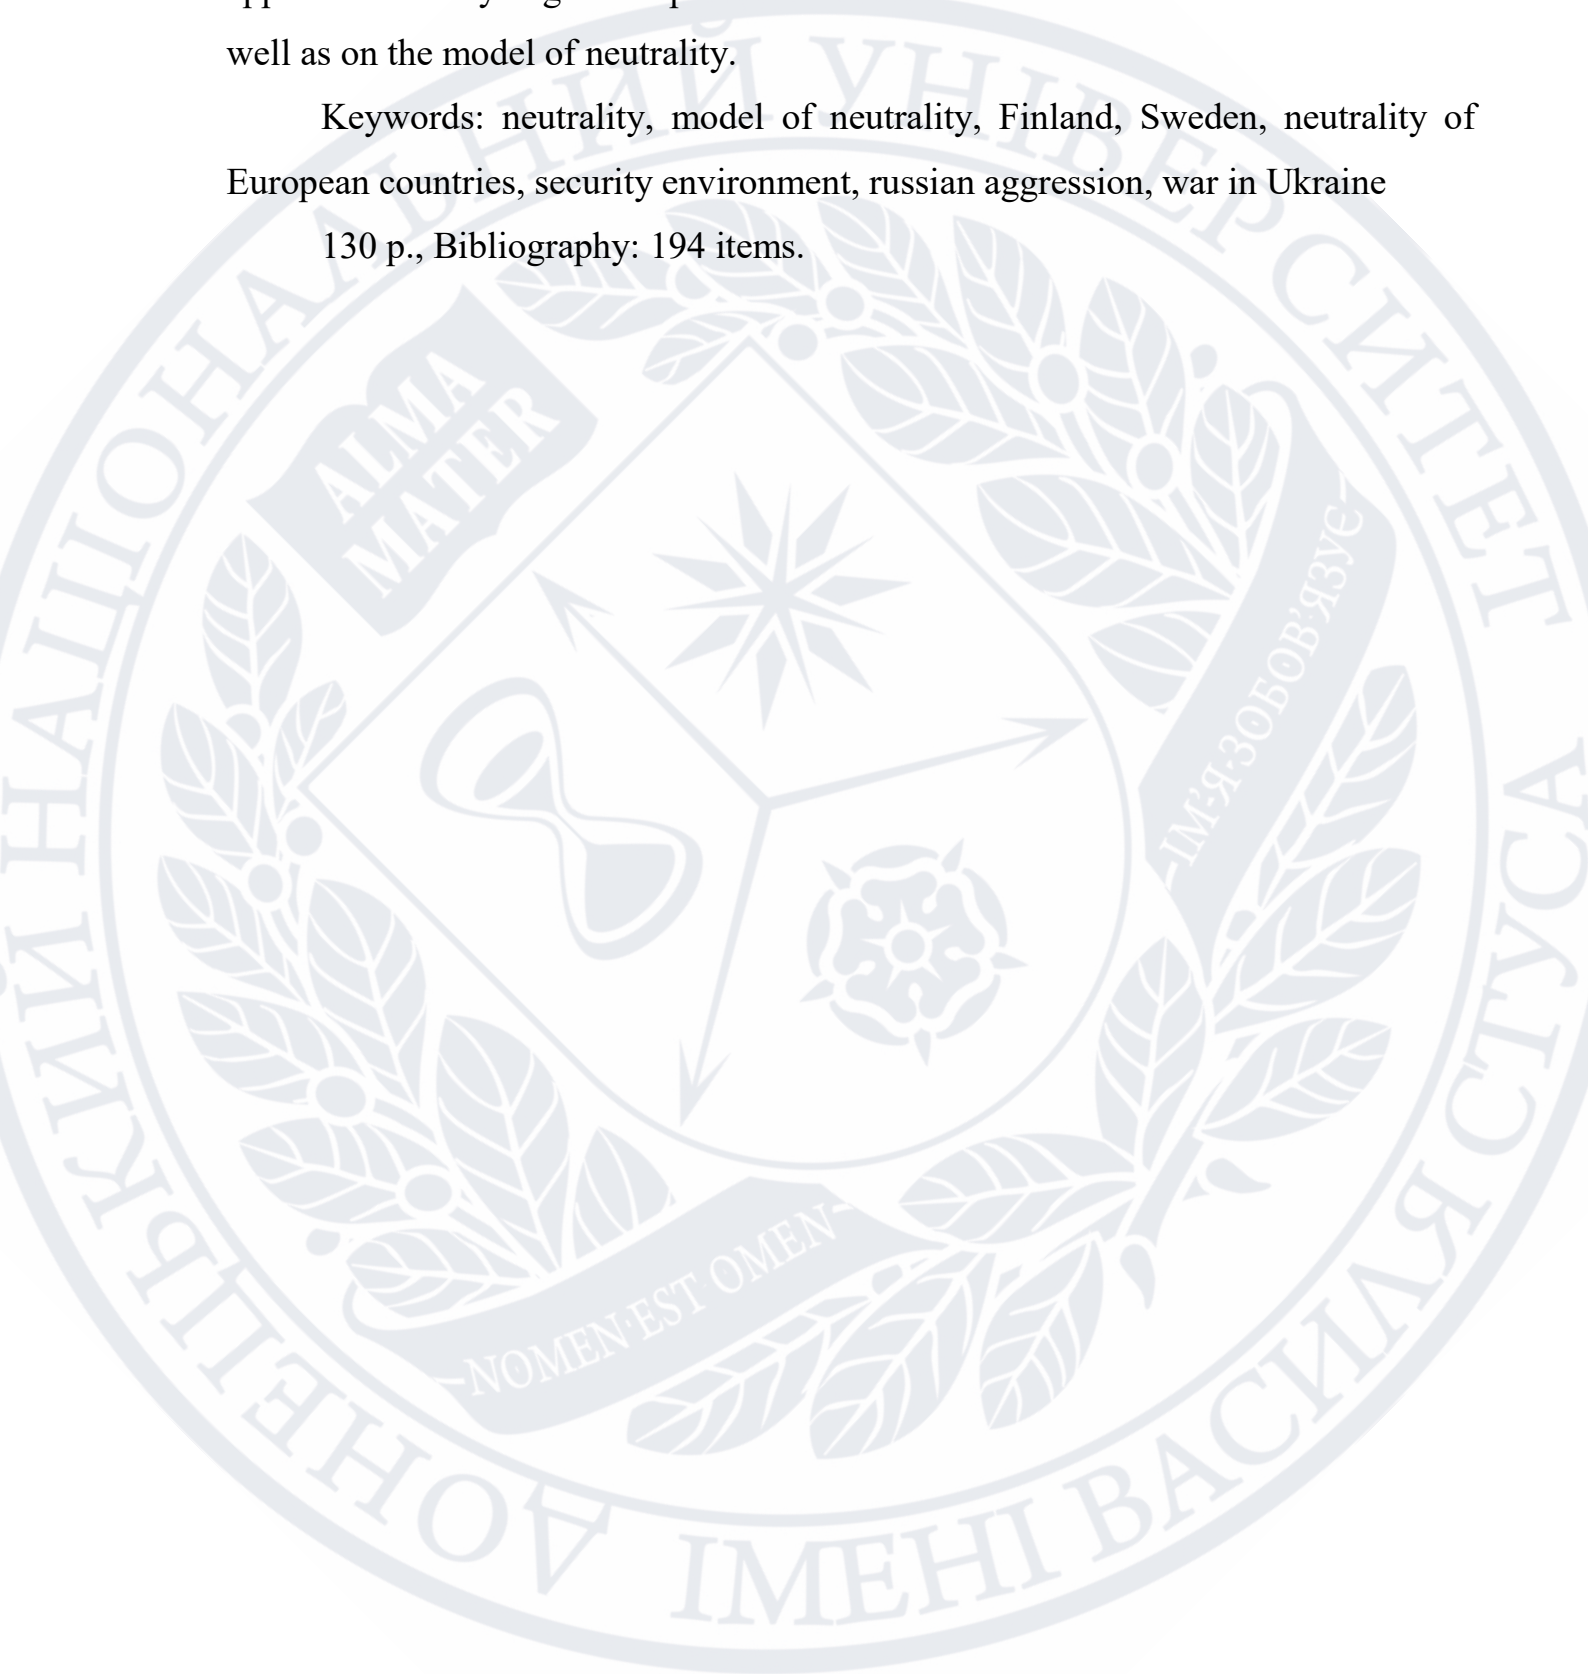 well as on the model of neutrality.
Keywords: neutrality, model of neutrality, Finland, Sweden, neutrality of
European countries, security environment, russian aggression, war in Ukraine
130 p., Bibliography: 194 items.
ДОНЕЦЬКИЙ НАЦІОНАЛЬНИЙ УНІВЕРСИТЕТ
ІМЕНІ ВАСИЛЯ СТУСА
ALMA
MATER
ІМ'Я·ЗОБОВ'ЯЗУЄ
NOMEN·EST·OMEN